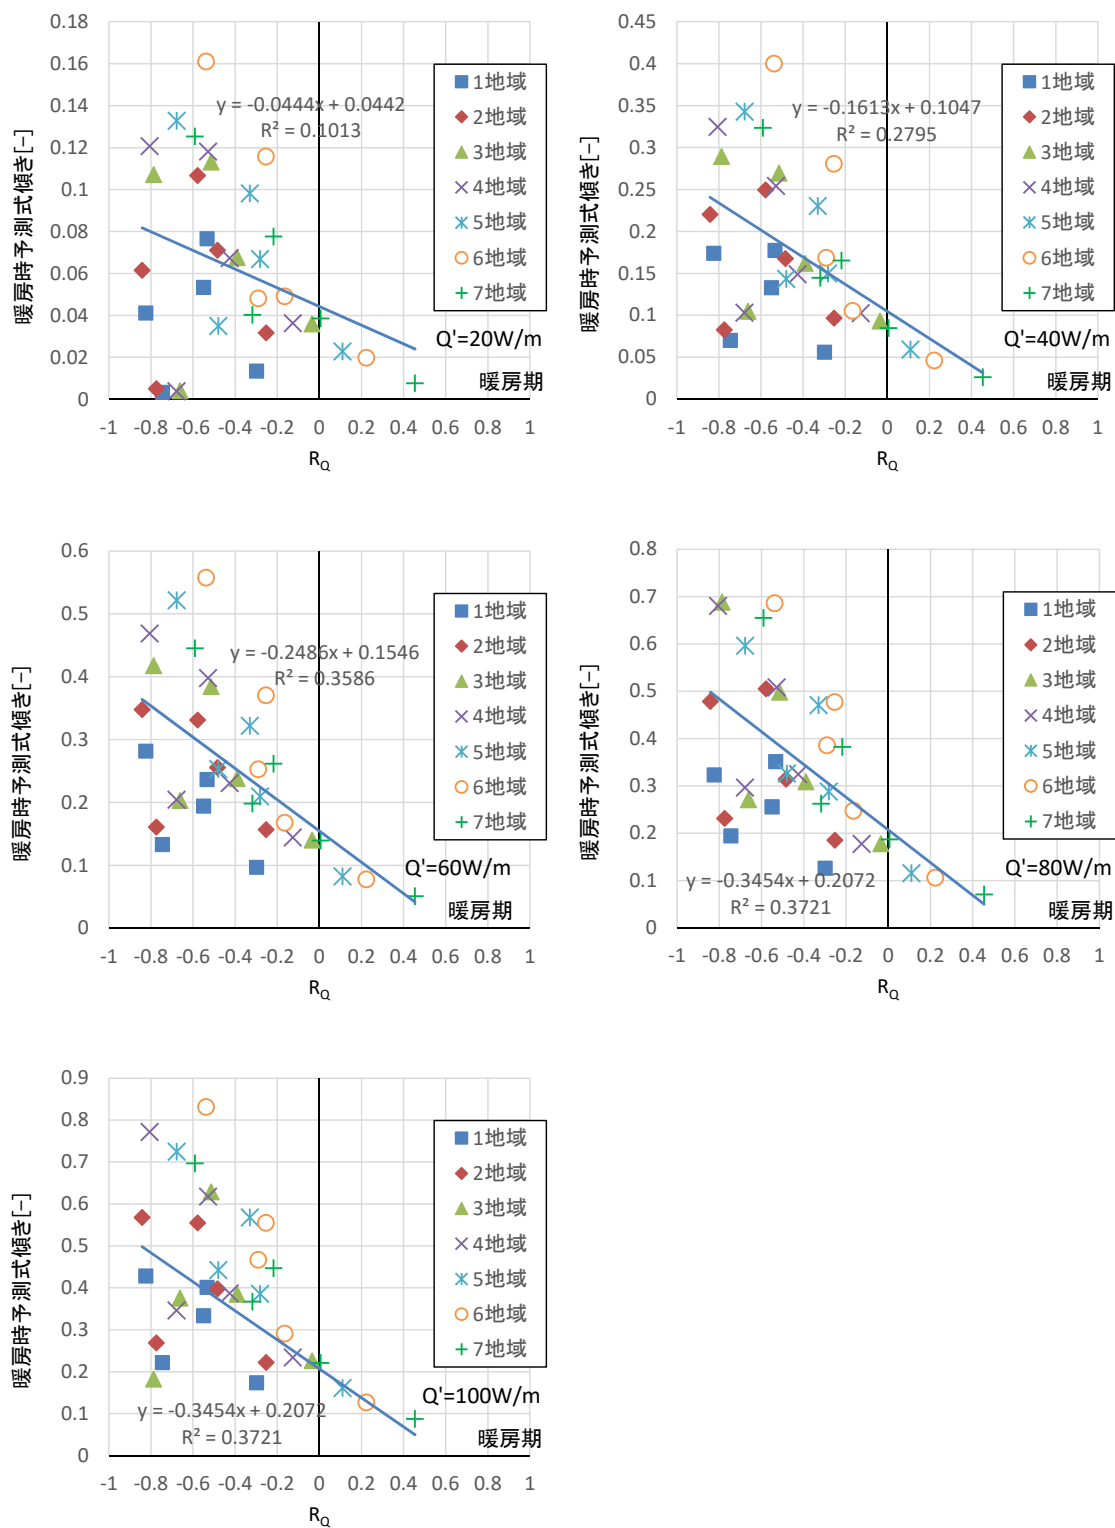 0.18
0.16
0.14
0.12
0.1
0.08
0.06
0.04
0.02
0
暖房時予測式傾き[−]
y = -0.0444x + 0.0442
R² = 0.1013
1地域
2地域
3地域
4地域
5地域
6地域
7地域
Q'=20W/m
暖房期
-1 -0.8 -0.6 -0.4 -0.2 0 0.2 0.4 0.6 0.8 1
R_Q
0.45
0.4
0.35
0.3
0.25
0.2
0.15
0.1
0.05
0
暖房時予測式傾き[−]
y = -0.1613x + 0.1047
R² = 0.2795
1地域
2地域
3地域
4地域
5地域
6地域
7地域
Q'=40W/m
暖房期
-1 -0.8 -0.6 -0.4 -0.2 0 0.2 0.4 0.6 0.8 1
R_Q
0.6
0.5
0.4
0.3
0.2
0.1
0
暖房時予測式傾き[−]
y = -0.2486x + 0.1546
R² = 0.3586
1地域
2地域
3地域
4地域
5地域
6地域
7地域
Q'=60W/m
暖房期
-1 -0.8 -0.6 -0.4 -0.2 0 0.2 0.4 0.6 0.8 1
R_Q
0.8
0.7
0.6
0.5
0.4
0.3
0.2
0.1
0
暖房時予測式傾き[−]
1地域
2地域
3地域
4地域
5地域
6地域
7地域
Q'=80W/m
y = -0.3454x + 0.2072
R² = 0.3721
暖房期
-1 -0.8 -0.6 -0.4 -0.2 0 0.2 0.4 0.6 0.8 1
R_Q
0.9
0.8
0.7
0.6
0.5
0.4
0.3
0.2
0.1
0
暖房時予測式傾き[−]
1地域
2地域
3地域
4地域
5地域
6地域
7地域
Q'=100W/m
y = -0.3454x + 0.2072
R² = 0.3721
暖房期
-1 -0.8 -0.6 -0.4 -0.2 0 0.2 0.4 0.6 0.8 1
R_Q